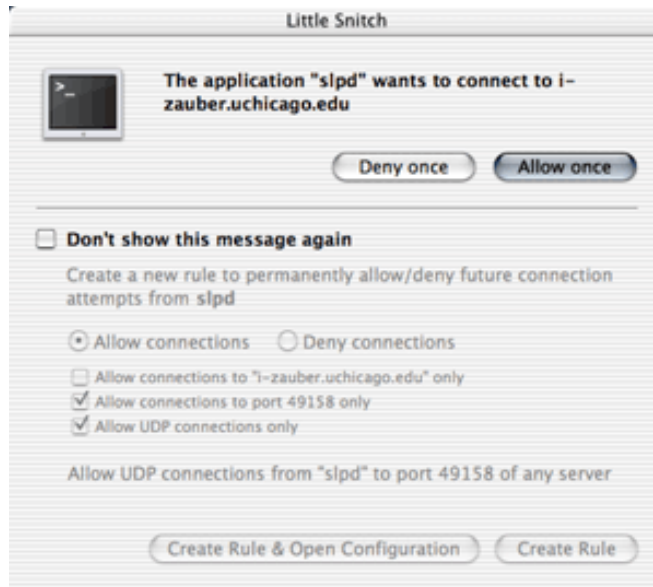 Little Snitch
>_
The application "slpd" wants to connect to i-
zauber.uchicago.edu
Deny once Allow once
Don't show this message again
Create a new rule to permanently allow/deny future connection
attempts from slpd
Allow connections Deny connections
Allow connections to "i-zauber.uchicago.edu" only
Allow connections to port 49158 only
Allow UDP connections only
Allow UDP connections from "slpd" to port 49158 of any server
Create Rule & Open Configuration Create Rule